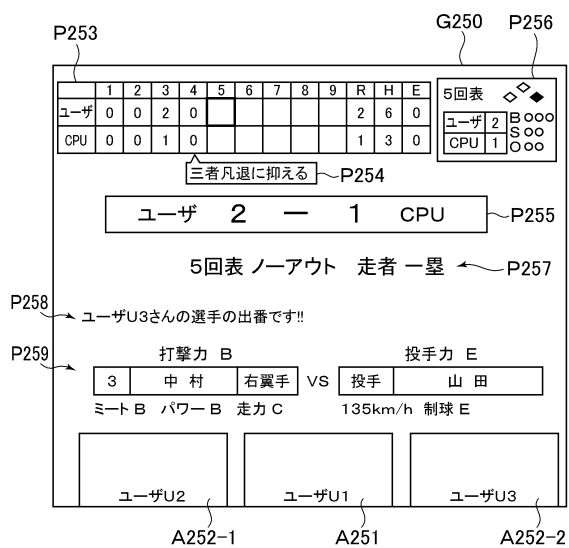 G250
P253
P256
1 2 3 4 5 6 7 8 9 R H E
ユーザ 0 0 2 0 2 6 0
CPU 0 0 1 0 1 3 0
5回表
ユーザ 2
CPU 1
B
S
O
三者凡退に抑える
P254
ユーザ 2 ー 1 CPU
P255
5回表 ノーアウト 走者 一塁
P257
P258
ユーザU3さんの選手の出番です!!
P259
打撃力 B
投手力 E
3 中村 右翼手 VS 投手 山田
ミート B パワー B 走力 C
135km/h 制球 E
ユーザU2
ユーザU1
ユーザU3
A252-1
A251
A252-2